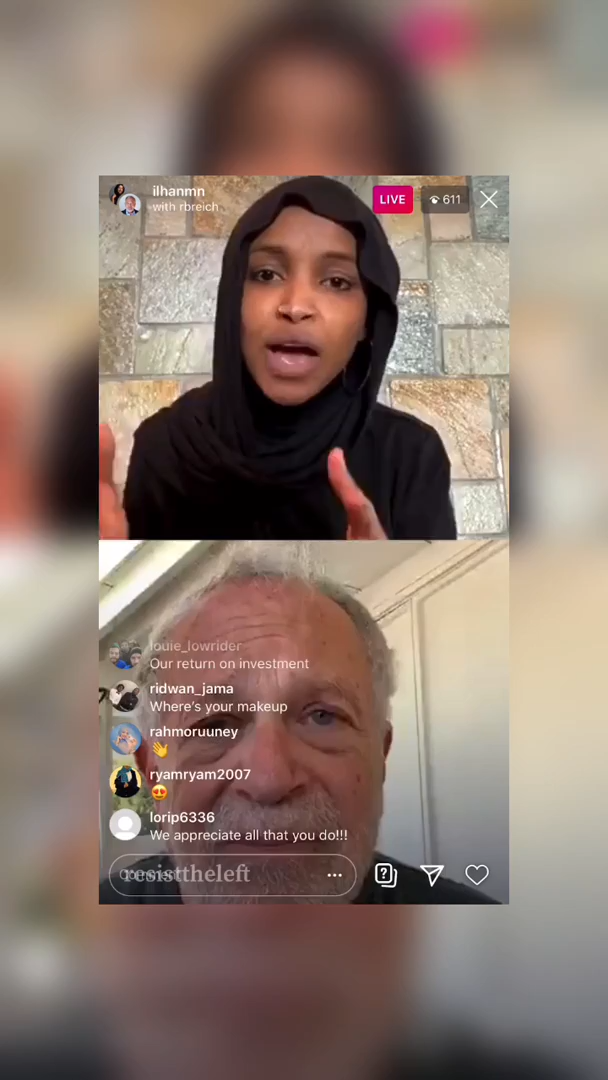 ilhanmn
with rbreich
LIVE
611
louie_lowrider
Our return on investment
ridwan_jama
Where's your makeup
rahmoruuney
ryamryam2007
lorip6336
We appreciate all that you do!!!
Comment
resisttheleft